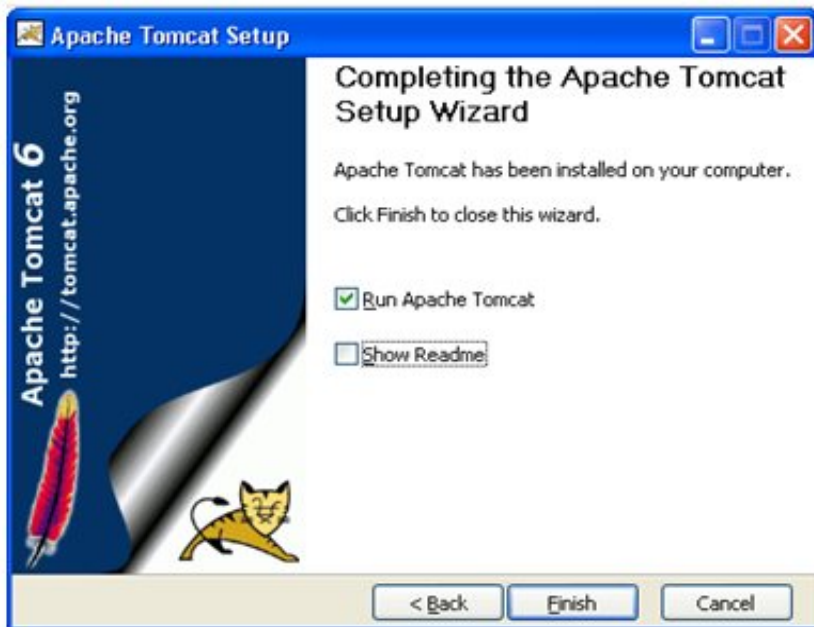 Apache Tomcat Setup
Apache Tomcat 6
http://tomcat.apache.org
Completing the Apache Tomcat
Setup Wizard
Apache Tomcat has been installed on your computer.
Click Finish to close this wizard.
Run Apache Tomcat
Show Readme
< Back
Finish
Cancel